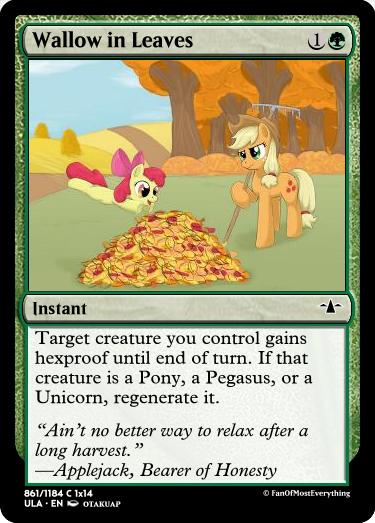 Wallow in Leaves 1
Instant
Target creature you control gains
hexproof until end of turn. If that
creature is a Pony, a Pegasus, or a
Unicorn, regenerate it.
“Ain’t no better way to relax after a
long harvest.”
—Applejack, Bearer of Honesty
861/1184 C 1x14
ULA • EN OTAKUAP
© FanOfMostEverything